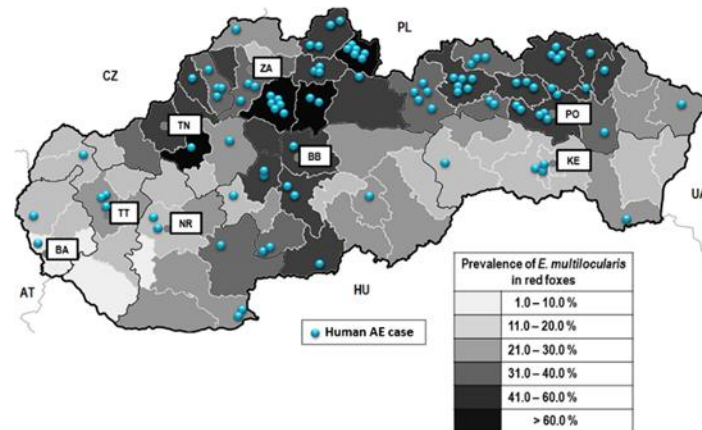 PL
CZ
ZA
TN
PO
BB
KE
TT
NR
UA
BA
AT
HU
Human AE case
Prevalence of E. multilocularis
in red foxes
1.0 – 10.0 %
11.0 – 20.0 %
21.0 – 30.0 %
31.0 – 40.0 %
41.0 – 60.0 %
> 60.0 %